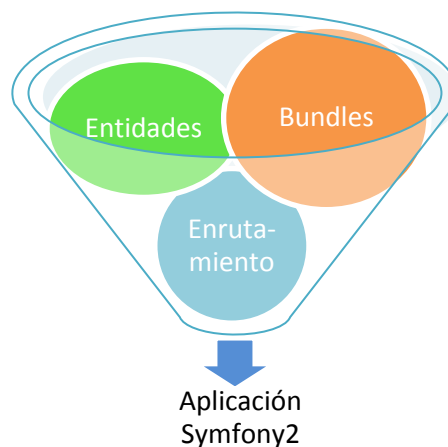 Entidades
Bundles
Enruta-
miento
Aplicación
Symfony2